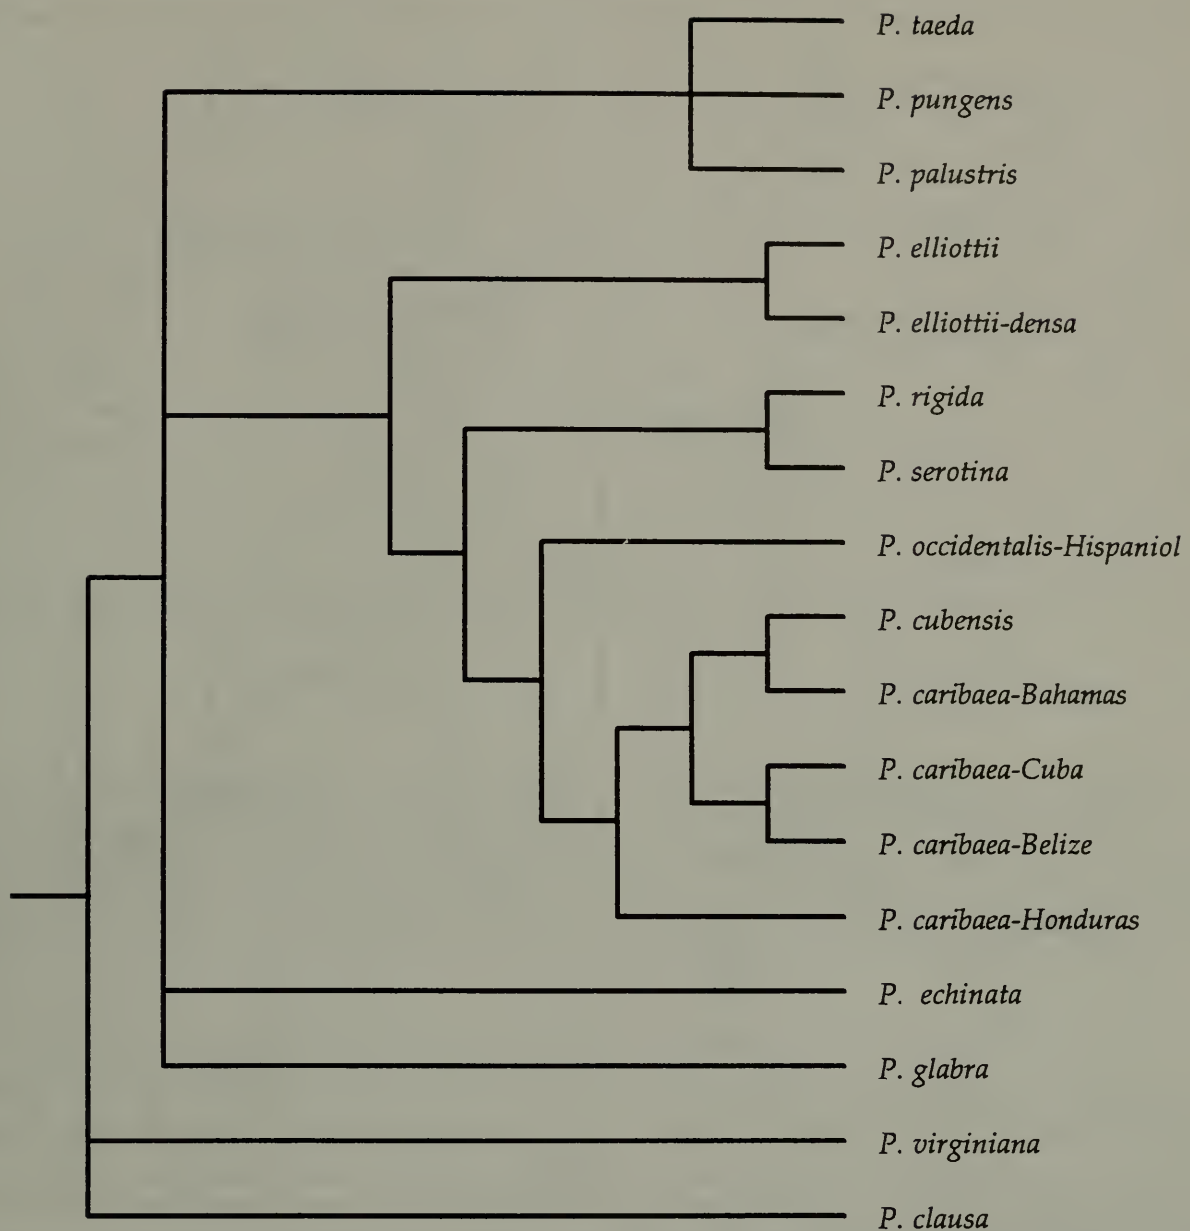 P. taeda
P. pungens
P. palustris
P. elliottii
P. elliottii-densa
P. rigida
P. serotina
P. occidentalis-Hispaniol
P. cubensis
P. caribaea-Bahamas
P. caribaea-Cuba
P. caribaea-Belize
P. caribaea-Honduras
P. echinata
P. glabra
P. virginiana
P. clausa